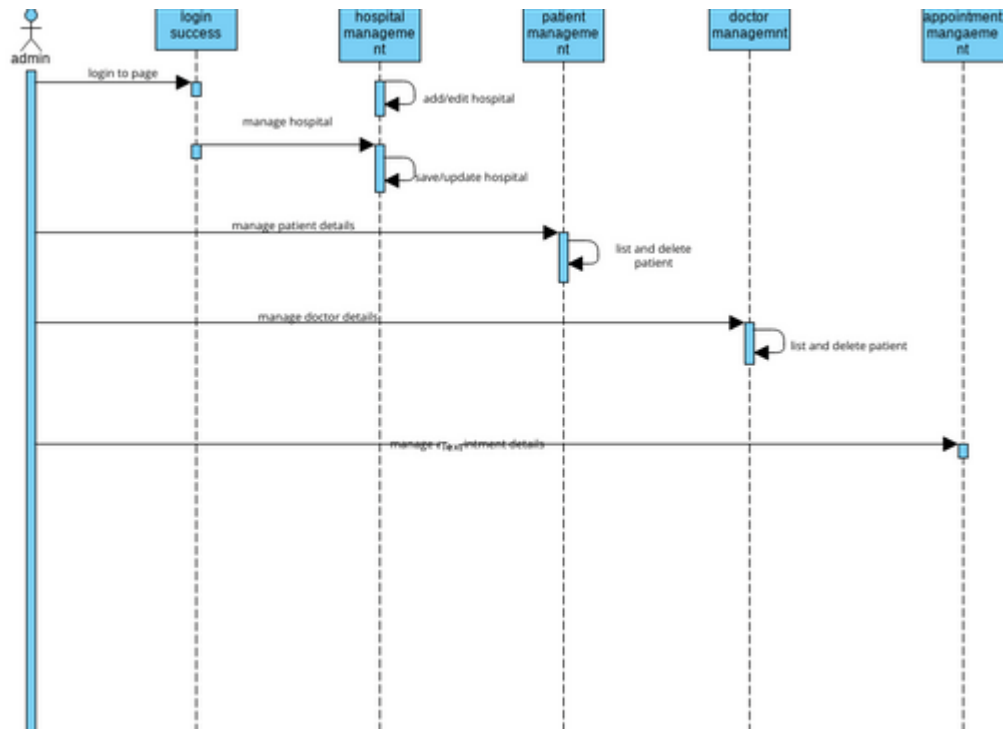 admin
login
success
hospital
manageme
nt
patient
manageme
nt
doctor
managemnt
appointment
mangaeme
nt
login to page
add/edit hospital
manage hospital
save/update hospital
manage patient details
list and delete
patient
manage doctor details
list and delete patient
manage intment details
Text